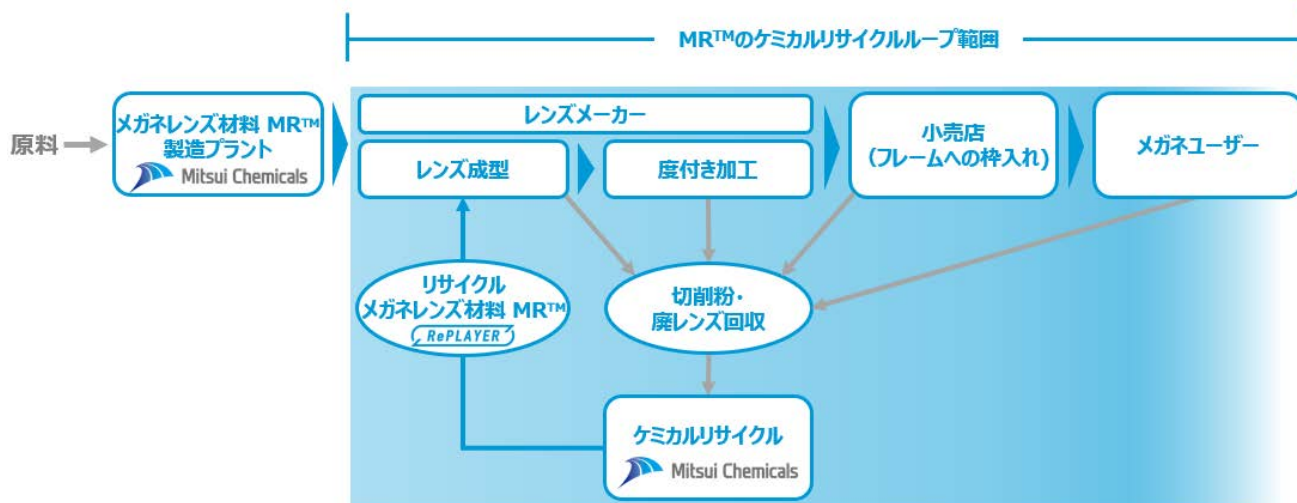 MR™のケミカルリサイクルループ範囲
原料
メガネレンズ材料 MR™
製造プラント
Mitsui Chemicals
レンズメーカー
レンズ成型
度付き加工
小売店
（フレームへの枠入れ)
メガネユーザー
リサイクル
メガネレンズ材料 MR™
RePLAYER
切削粉・
廃レンズ回収
ケミカルリサイクル
Mitsui Chemicals